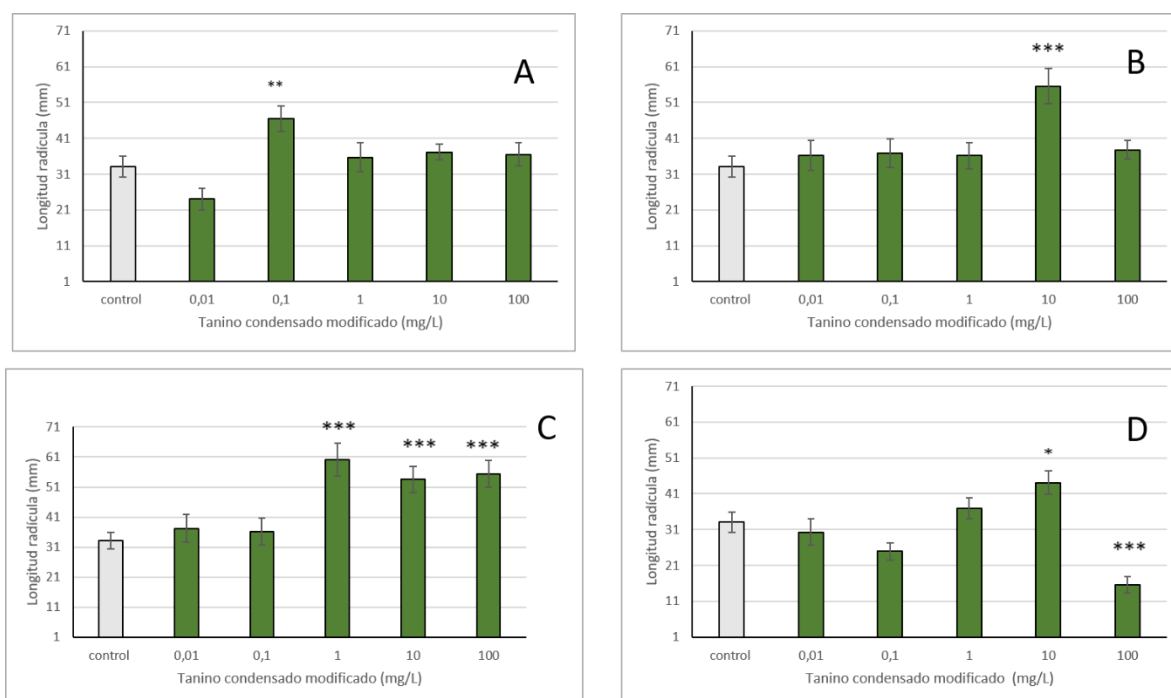 A
Longitud radícula (mm)
71
61
51
41
31
21
11
1
**
control 0,01 0,1 1 10 100
Tanino condensado modificado (mg/L)
B
Longitud radícula (mm)
71
61
51
41
31
21
11
1
***
control 0,01 0,1 1 10 100
Tanino condensado modificado (mg/L)
C
Longitud radícula (mm)
71
61
51
41
31
21
11
1
*** *** ***
control 0,01 0,1 1 10 100
Tanino condensado modificado (mg/L)
D
Longitud radícula (mm)
71
61
51
41
31
21
11
1
*
***
control 0,01 0,1 1 10 100
Tanino condensado modificado (mg/L)